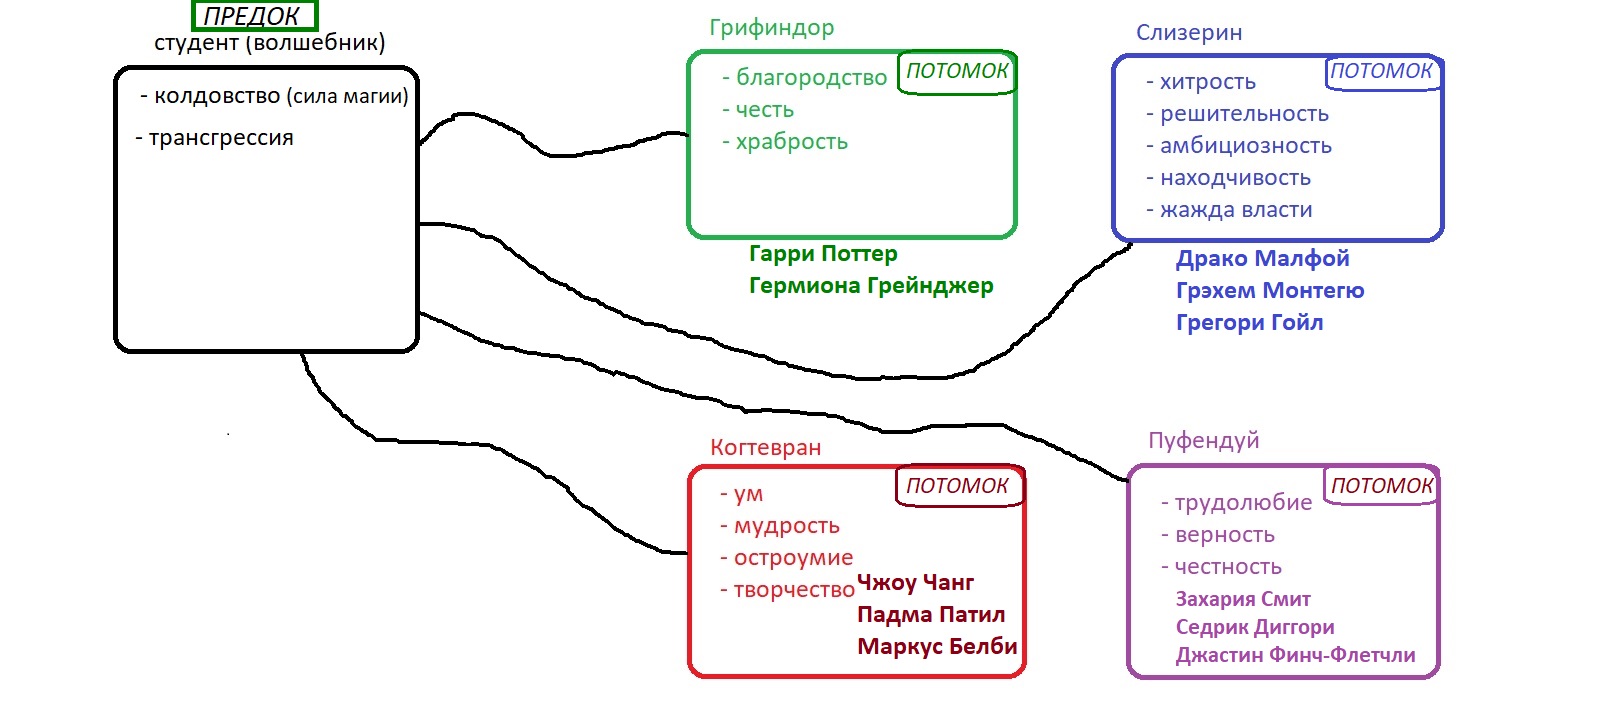 ПРЕДОК
студент (волшебник)
- колдовство (сила магии)
- трансгрессия
Грифиндор
ПОТОМОК
- благородство
- честь
- храбрость
Гарри Поттер
Гермиона Грейнджер
Слизерин
ПОТОМОК
- хитрость
- решительность
- амбициозность
- находчивость
- жажда власти
Драко Малфой
Грэхем Монтегю
Грегори Гойл
Когтевран
ПОТОМОК
- ум
- мудрость
- остроумие
- творчество
Чжоу Чанг
Падма Патил
Маркус Белби
Пуфендуй
ПОТОМОК
- трудолюбие
- верность
- честность
Захария Смит
Седрик Диггори
Джастин Финч-Флетчли